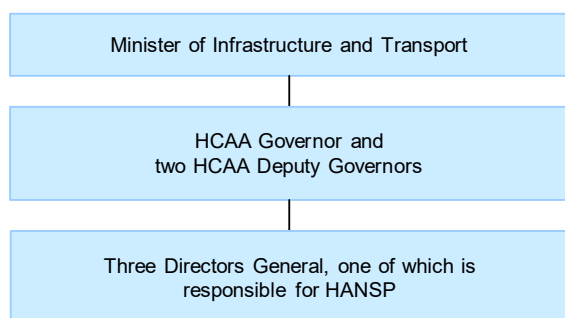 Minister of Infrastructure and Transport
HCAA Governor and
two HCAA Deputy Governors
Three Directors General, one of which is
responsible for HANSP